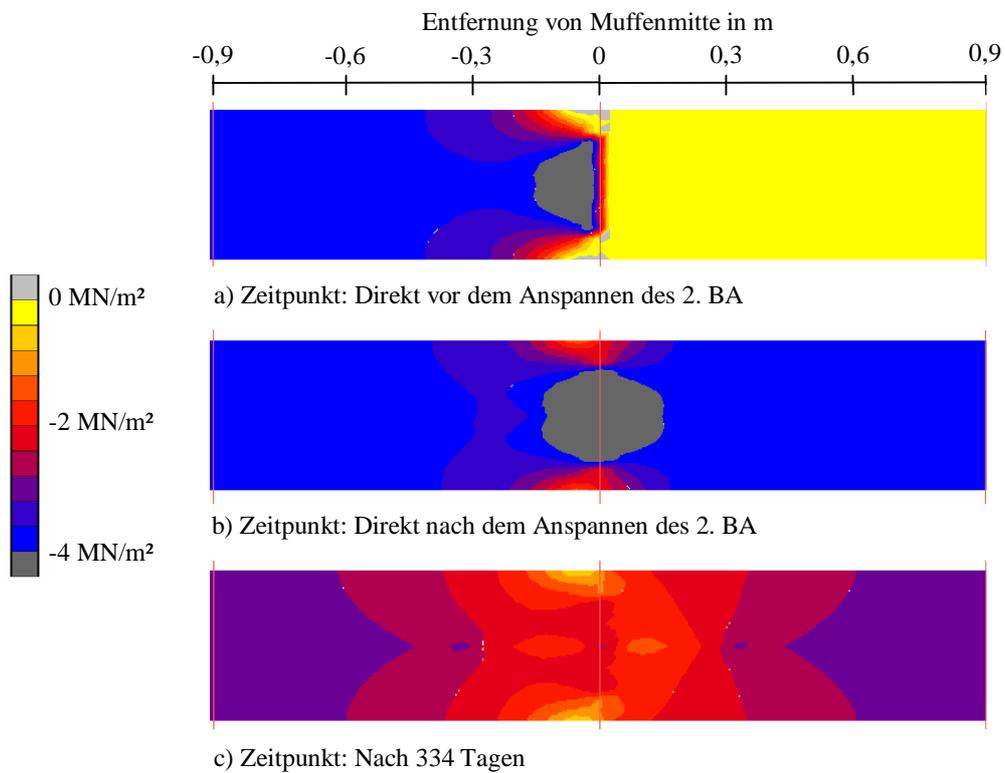 Entfernung von Muffenmitte in m
-0,9 -0,6 -0,3 0 0,3 0,6 0,9
a) Zeitpunkt: Direkt vor dem Anspannen des 2. BA
0 MN/m²
-2 MN/m²
-4 MN/m²
b) Zeitpunkt: Direkt nach dem Anspannen des 2. BA
c) Zeitpunkt: Nach 334 Tagen